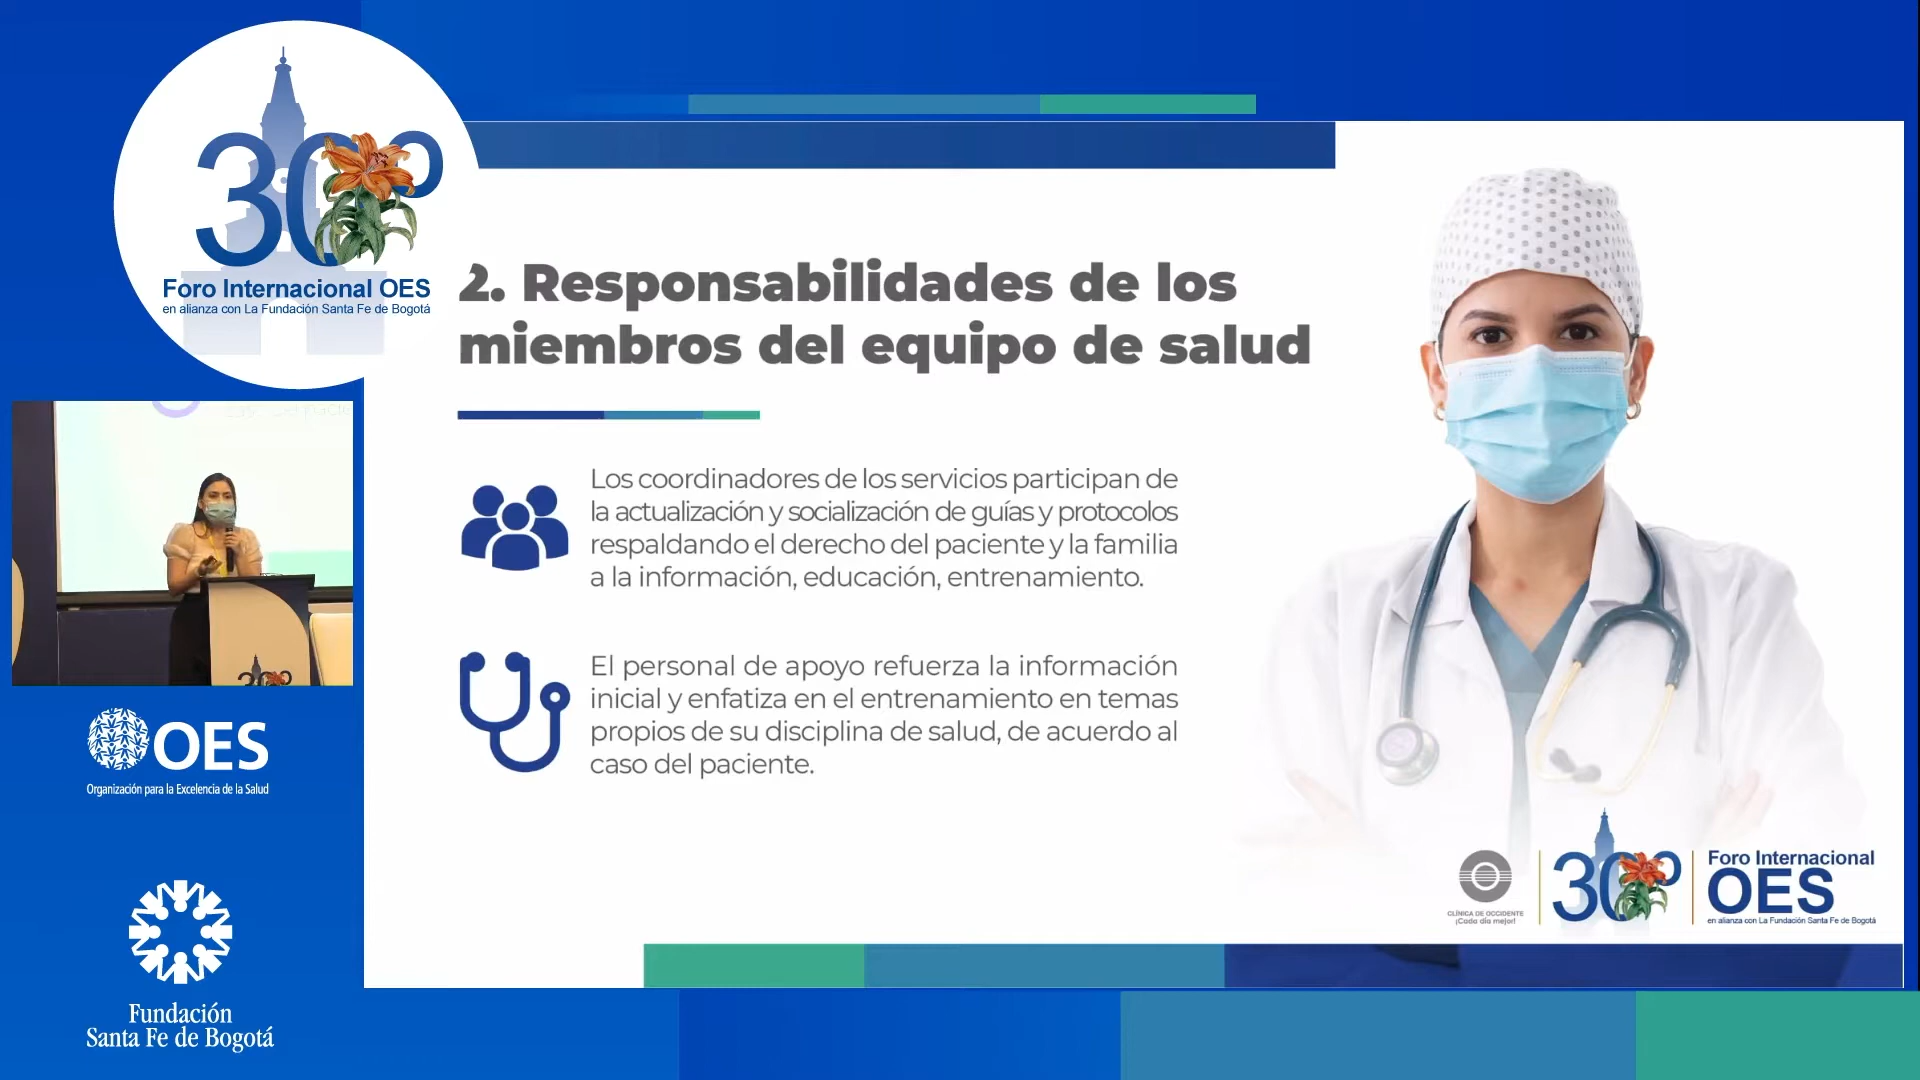 30º
Foro Internacional OES
en alianza con La Fundación Santa Fe de Bogotá
2. Responsabilidades de los
miembros del equipo de salud
Los coordinadores de los servicios participan de
la actualización y socialización de guías y protocolos
respaldando el derecho del paciente y la familia
a la información, educación, entrenamiento.
El personal de apoyo refuerza la información
inicial y enfatiza en el entrenamiento en temas
propios de su disciplina de salud, de acuerdo al
caso del paciente.
30º
OES
Organización para la Excelencia de la Salud
Fundación
Santa Fe de Bogotá
CLÍNICA DE OCCIDENTE
¡Cada día mejor!
30º
Foro Internacional
OES
en alianza con La Fundación Santa Fe de Bogotá